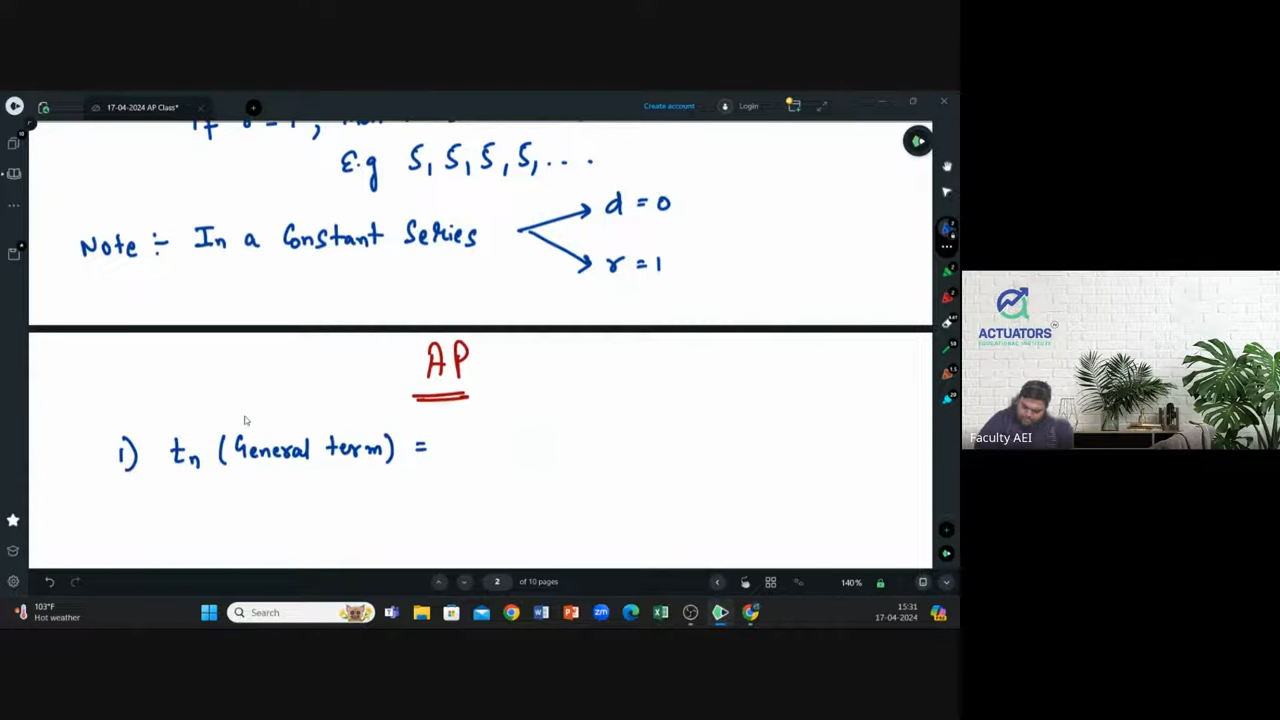 17-04-2024 AP Class*
Create account
Login
E.g 5, 5, 5, 5, ...
d = 0
Note :- In a Constant Series
r = 1
AP
1) tn (General term) =
ACTUATORS
EDUCATIONAL INSTITUTE
Faculty AEI
2 of 10 pages
140%
103°F
Hot weather
Search
15:31
17-04-2024